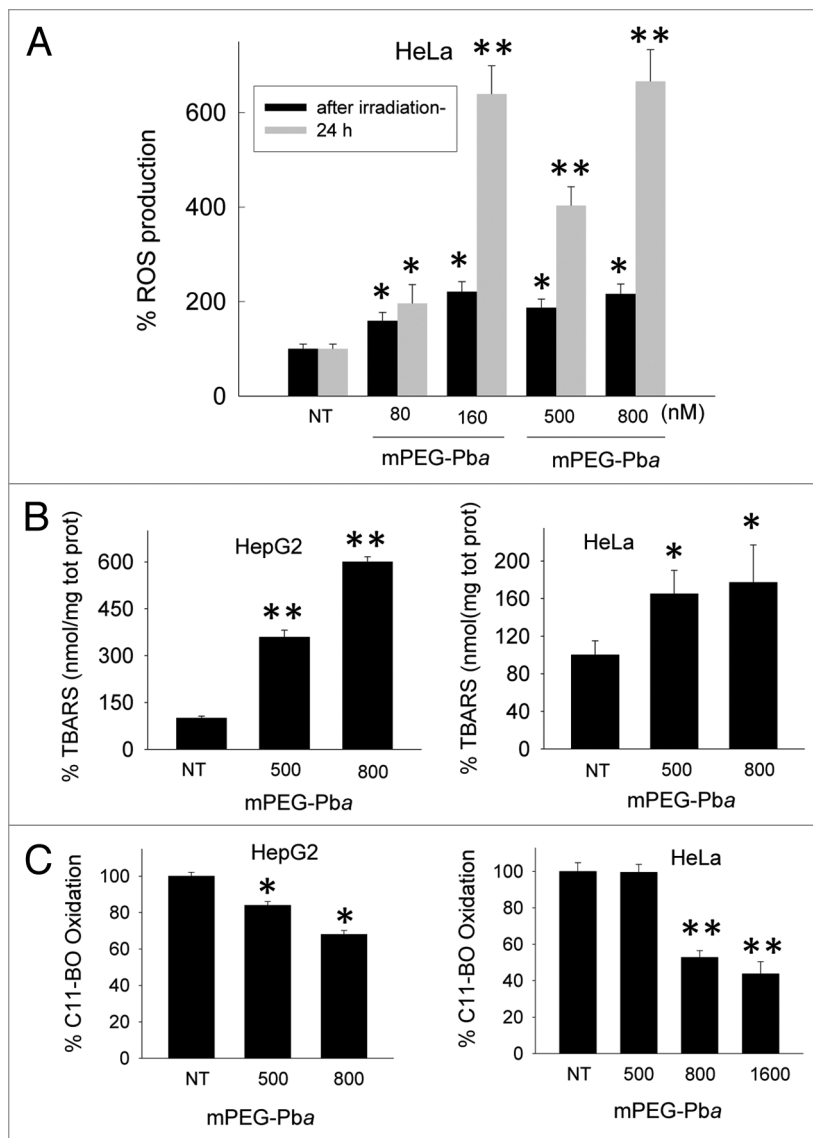 A
HeLa
after irradiation-
24 h
% ROS production
600
400
200
0
* * * ** * ** * **
NT 80 160 500 800 (nM)
mPEG-Pba mPEG-Pba
B
HepG2
% TBARS (nmol/mg tot prot)
600
450
300
150
0
** **
NT 500 800
mPEG-Pba
HeLa
% TBARS (nmol(mg tot prot)
200
160
120
80
40
0
* *
NT 500 800
mPEG-Pba
C
HepG2
% C11-BO Oxidation
100
80
60
40
20
0
* *
NT 500 800
mPEG-Pba
HeLa
% C11-BO Oxidation
100
80
60
40
20
0
** **
NT 500 800 1600
mPEG-Pba